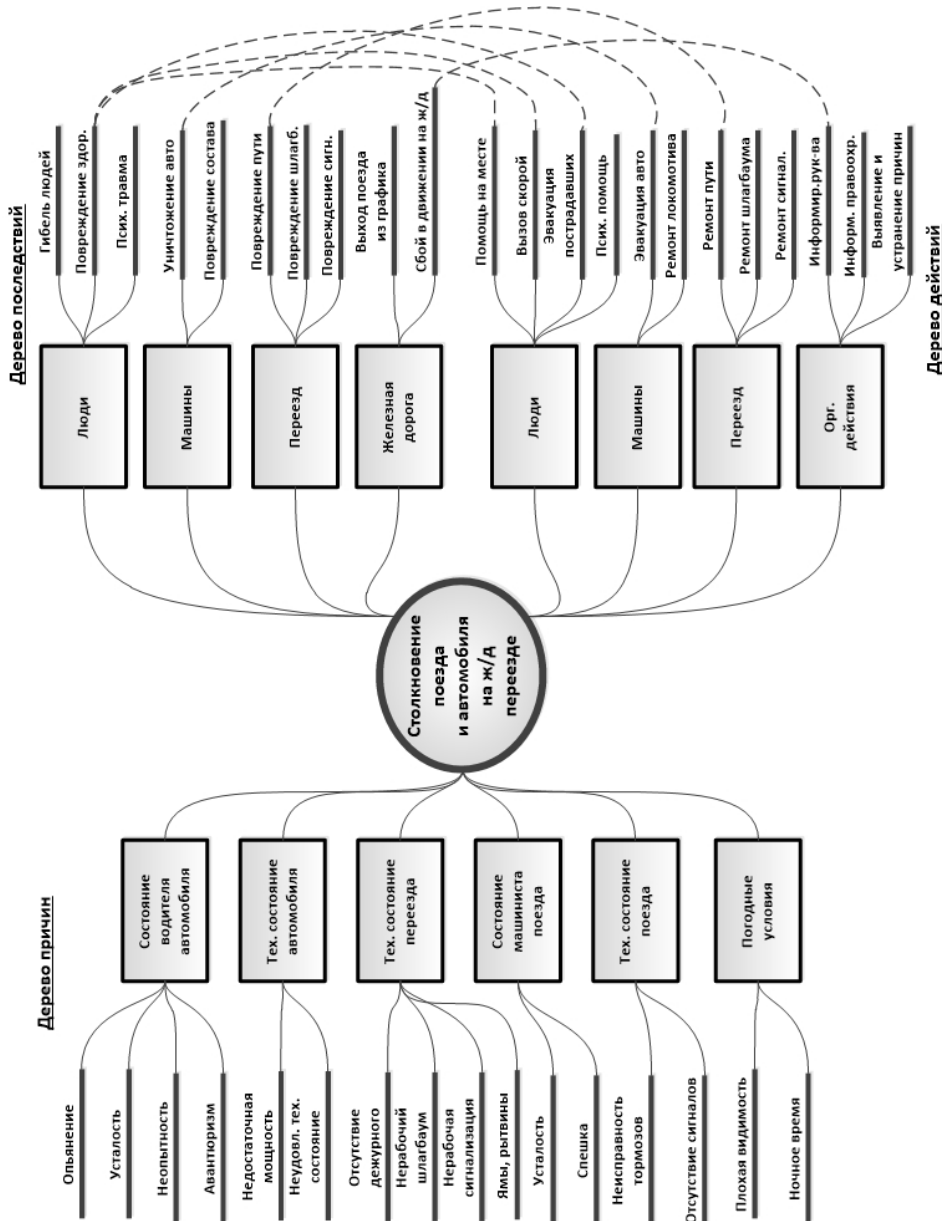 Дерево причин
Опьянение
Усталость
Неопытность
Авантюризм
Состояние
водителя
автомобиля
Недостаточная
мощность
Неудовл. тех.
состояние
Тех. состояние
автомобиля
Отсутствие
дежурного
Нерабочий
шлагбаум
Нерабочая
сигнализация
Ямы, рытвины
Тех. состояние
переезда
Усталость
Спешка
Состояние
машиниста
поезда
Неисправность
тормозов
Отсутствие сигналов
Тех. состояние
поезда
Плохая видимость
Ночное время
Погодные
условия
Столкновение
поезда
и автомобиля
на ж/д
переезде
Дерево последствий
Люди
Гибель людей
Повреждение здор.
Псих. травма
Машины
Уничтожение авто
Повреждение состава
Переезд
Повреждение пути
Повреждение шлагб.
Повреждение сигн.
Железная
дорога
Выход поезда
из графика
Сбой в движении на ж/д
Люди
Помощь на месте
Вызов скорой
Эвакуация
пострадавших
Псих. помощь
Машины
Эвакуация авто
Ремонт локомотива
Переезд
Ремонт пути
Ремонт шлагбаума
Ремонт сигнал.
Орг.
действия
Информир.рук-ва
Информ. правоохр.
Выявление и
устранение причин
Дерево действий